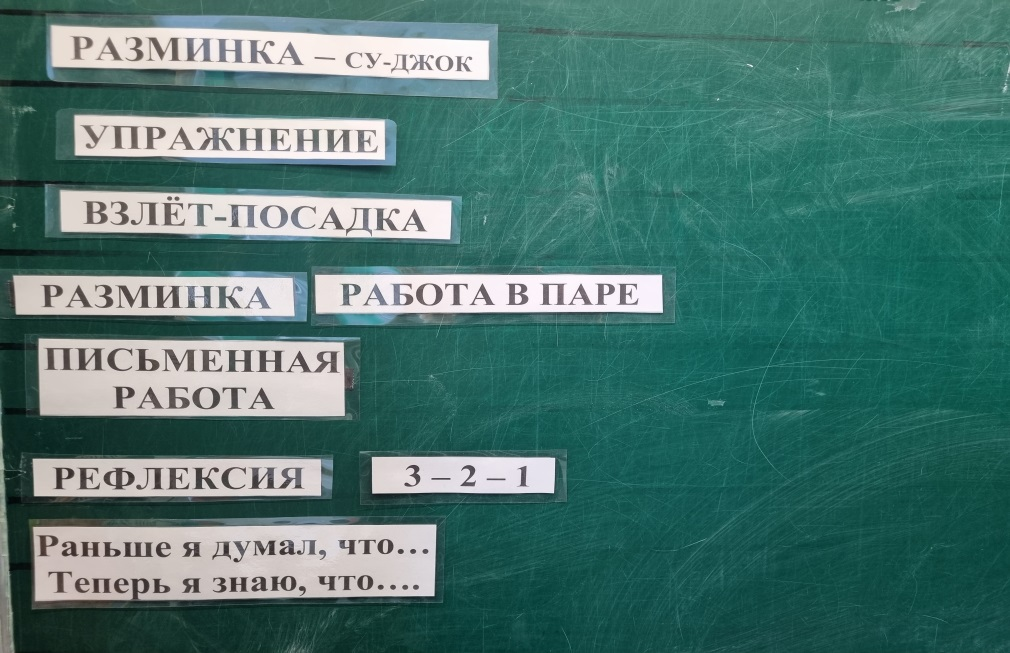 РАЗМИНКА – СУ-ДЖОК
УПРАЖНЕНИЕ
ВЗЛЁТ-ПОСАДКА
РАЗМИНКА РАБОТА В ПАРЕ
ПИСЬМЕННАЯ
РАБОТА
РЕФЛЕКСИЯ 3 – 2 – 1
Раньше я думал, что...
Теперь я знаю, что....